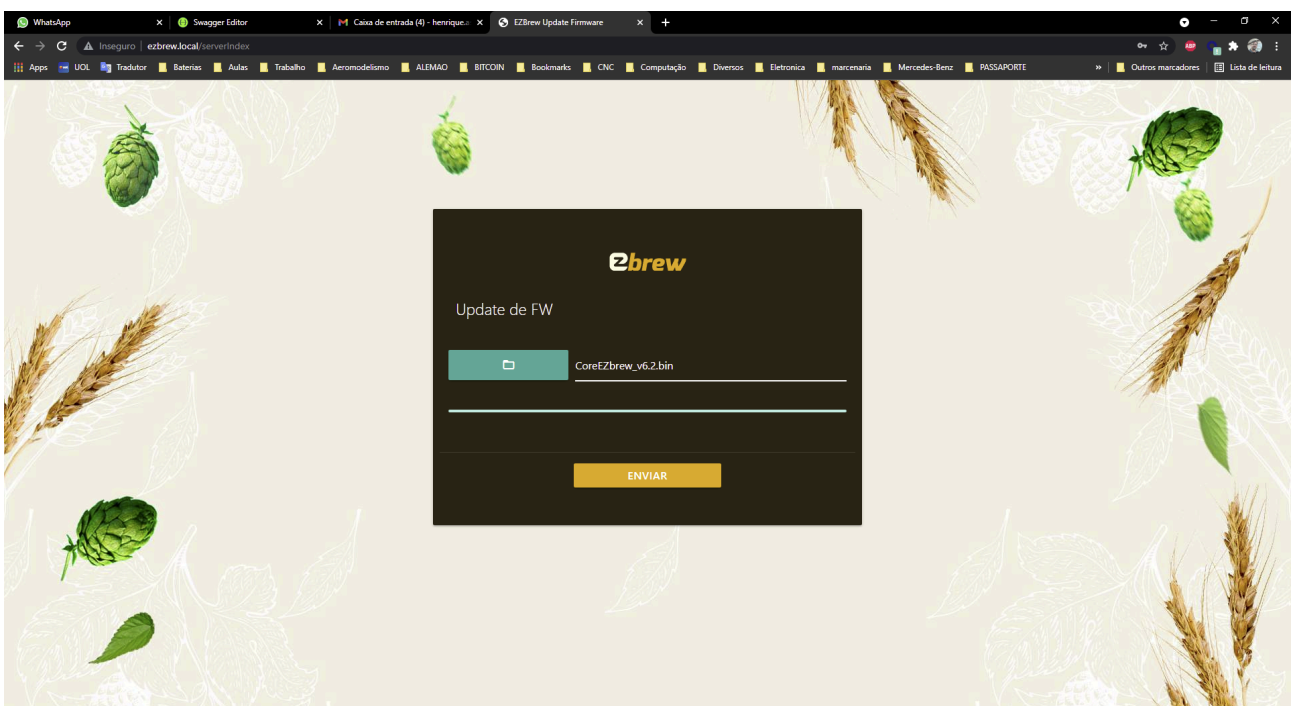 WhatsApp
Swagger Editor
Caixa de entrada (4) - henrique.
EZBrew Update Firmware
Inseguro | ezbrew.local/serverIndex
Apps UOL Tradutor Baterias Aulas Trabalho Aeromodelismo ALEMAO BITCOIN Bookmarks CNC Computação Diversos Eletronica marcenaria Mercedes-Benz PASSAPORTE » Outros marcadores Lista de leitura
ezbrew
Update de FW
CoreEZbrew_v6.2.bin
ENVIAR